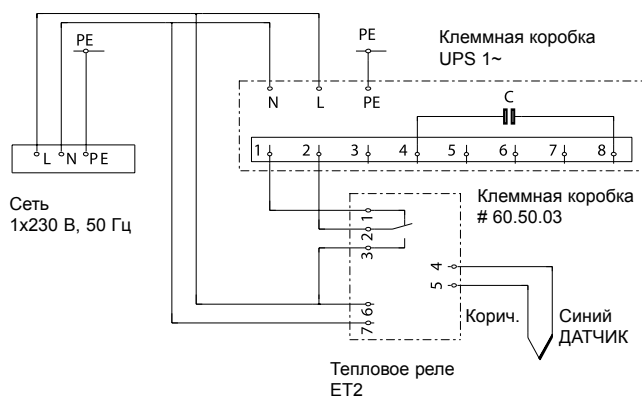 PE
PE
Клеммная коробка
UPS 1~
N L PE
C
L N PE
1 2 3 4 5 6 7 8
Сеть
1x230 В, 50 Гц
Клеммная коробка
# 60.50.03
1
2
3
4
5
6
7
Корич.
Синий
ДАТЧИК
Тепловое реле
ET2